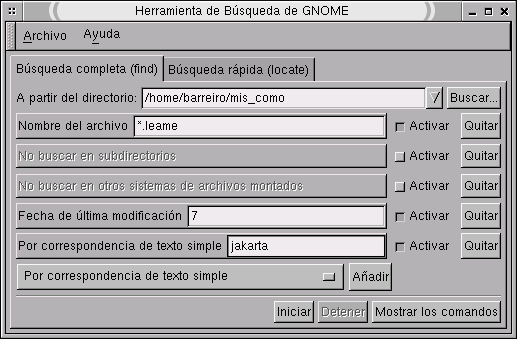 Herramienta de Búsqueda de GNOME
Archivo Ayuda
Búsqueda completa (find) Búsqueda rápida (locate)
A partir del directorio: /home/barreiro/mis_como Buscar...
Nombre del archivo *.leame Activar Quitar
No buscar en subdirectorios Activar Quitar
No buscar en otros sistemas de archivos montados Activar Quitar
Fecha de última modificación 7 Activar Quitar
Por correspondencia de texto simple jakarta Activar Quitar
Por correspondencia de texto simple Añadir
Iniciar Detener Mostrar los comandos